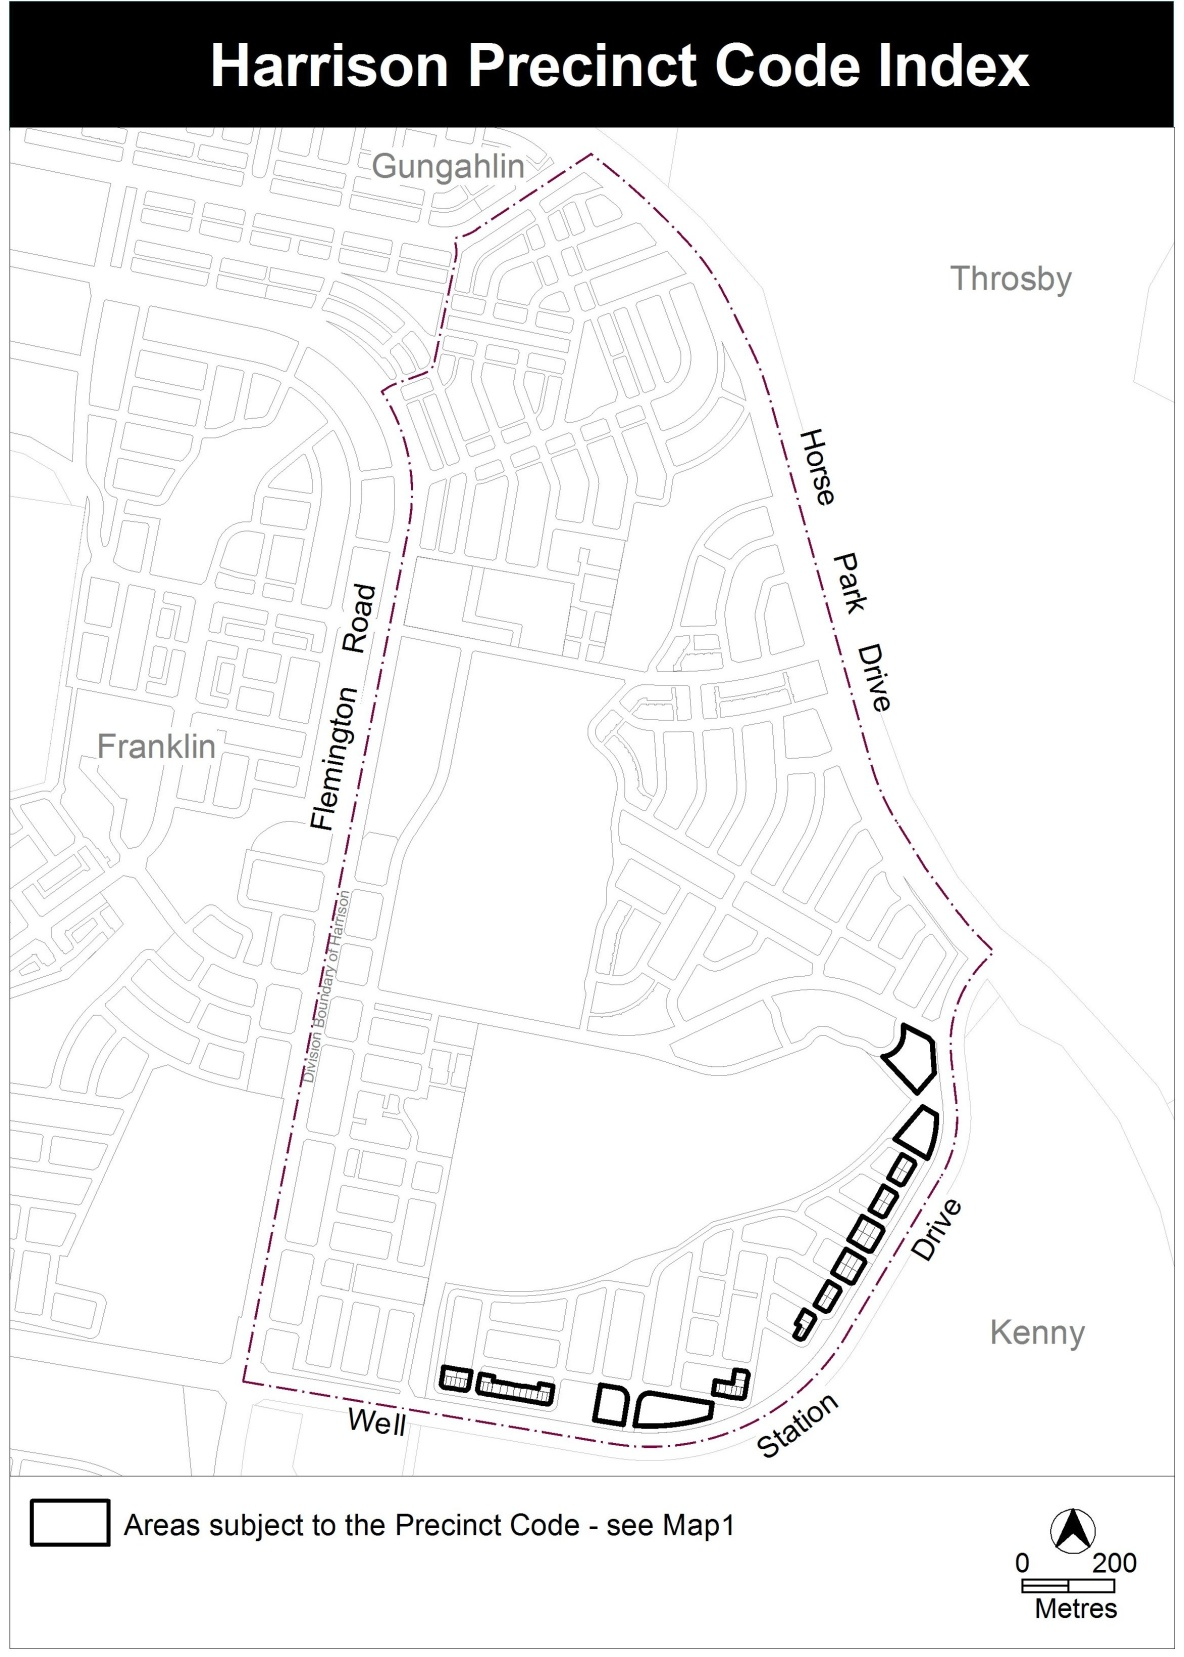 Harrison Precinct Code Index
Gungahlin
Throsby
Horse Park Drive
Flemington Road
Franklin
Division Boundary of Harrison
Kenny
Well Station Drive
Areas subject to the Precinct Code - see Map1
0 200
Metres